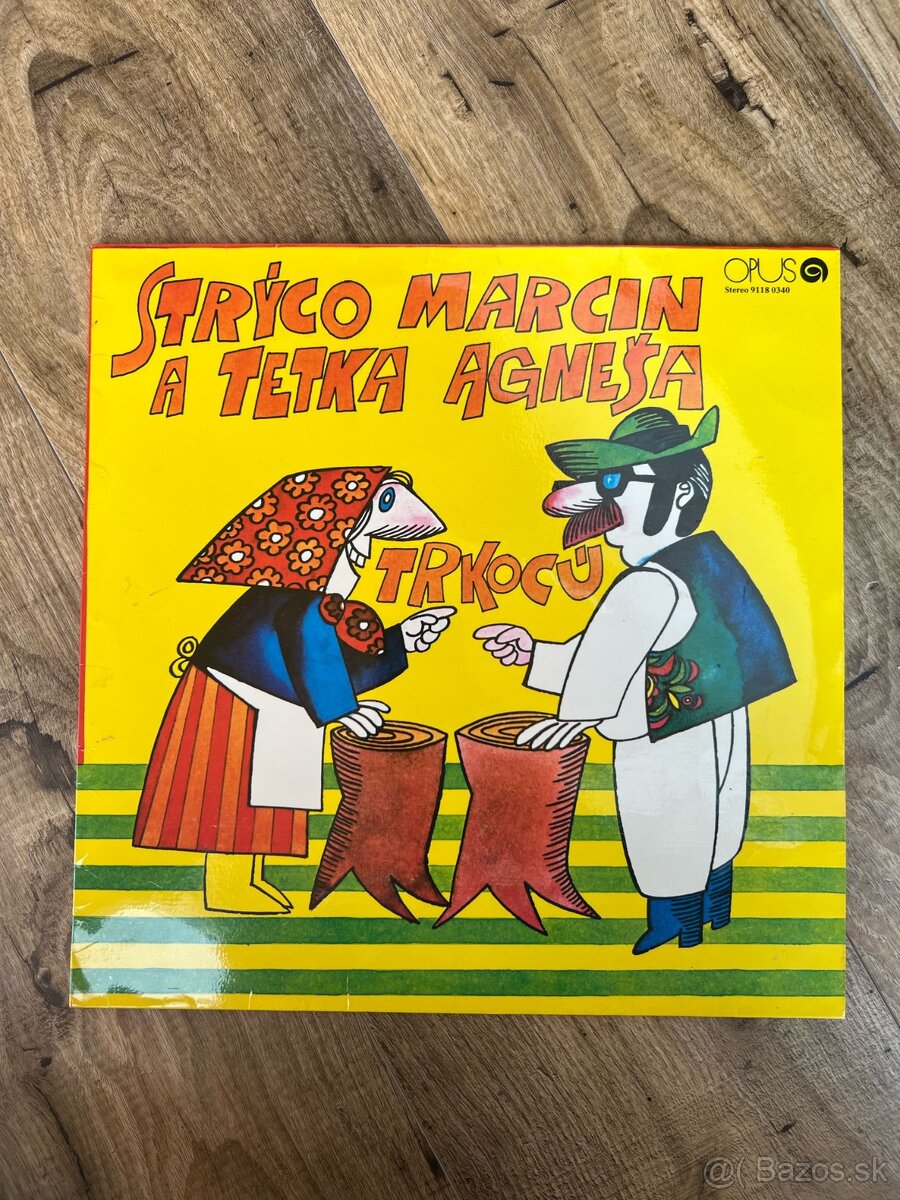 STRÝCO MARCIN
A TETKA AGNEŠA
OPUS
Stereo 9118 0340
TRKOCÚ
@( Bazos.sk